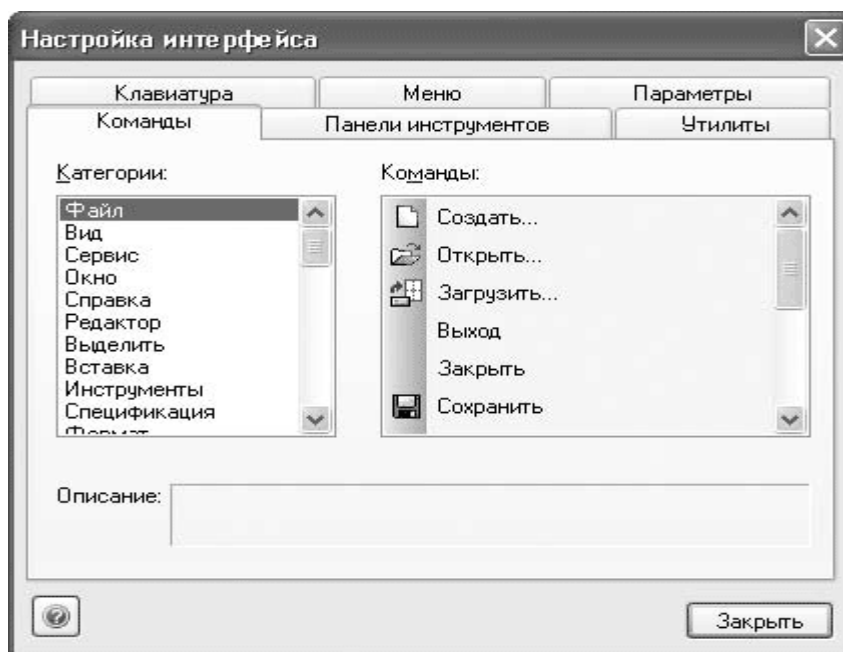 Настройка интерфейса
Клавиатура Меню Параметры
Команды Панели инструментов Утилиты
Категории: Команды:
Файл
Вид
Сервис
Окно
Справка
Редактор
Выделить
Вставка
Инструменты
Спецификация
Формат
Создать...
Открыть...
Загрузить...
Выход
Закрыть
Сохранить
Описание:
Закрыть